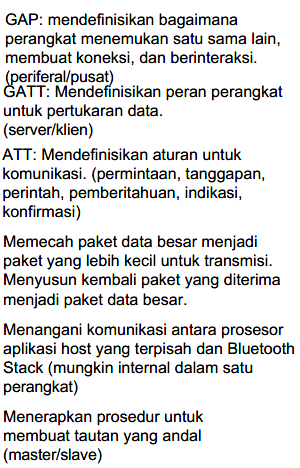 GAP: mendefinisikan bagaimana
perangkat menemukan satu sama lain,
membuat koneksi, dan berinteraksi.
(periferal/pusat)
GATT: Mendefinisikan peran perangkat
untuk pertukaran data.
(server/klien)
ATT: Mendefinisikan aturan untuk
komunikasi. (permintaan, tanggapan,
perintah, pemberitahuan, indikasi,
konfirmasi)
Memecah paket data besar menjadi
paket yang lebih kecil untuk transmisi.
Menyusun kembali paket yang diterima
menjadi paket data besar.
Menangani komunikasi antara prosesor
aplikasi host yang terpisah dan Bluetooth
Stack (mungkin internal dalam satu
perangkat)
Menerapkan prosedur untuk
membuat tautan yang andal
(master/slave)